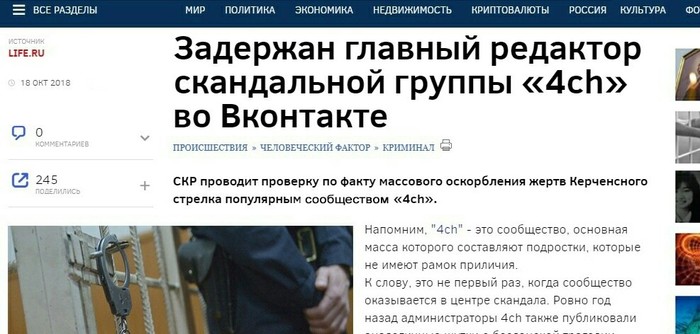 ВСЕ РАЗДЕЛЫ
МИР ПОЛИТИКА ЭКОНОМИКА НЕДВИЖИМОСТЬ КРИПТОВАЛЮТЫ РОССИЯ КУЛЬТУРА ФО
ИСТОЧНИК
LIFE.RU
18 ОКТ 2018
0
КОММЕНТАРИЕВ
245
ПОДЕЛИЛИСЬ
Задержан главный редактор
скандальной группы «4ch»
во Вконтакте
ПРОИСШЕСТВИЯ » ЧЕЛОВЕЧЕСКИЙ ФАКТОР » КРИМИНАЛ
СКР проводит проверку по факту массового оскорбления жертв Керченсного
стрелка популярным сообществом «4ch».
Напомним, "4ch" - это сообщество, основная
масса которого составляют подростки, которые
не имеют рамок приличия.
К слову, это не первый раз, когда сообщество
оказывается в центре скандала. Ровно год
назад администраторы 4ch также публиковали